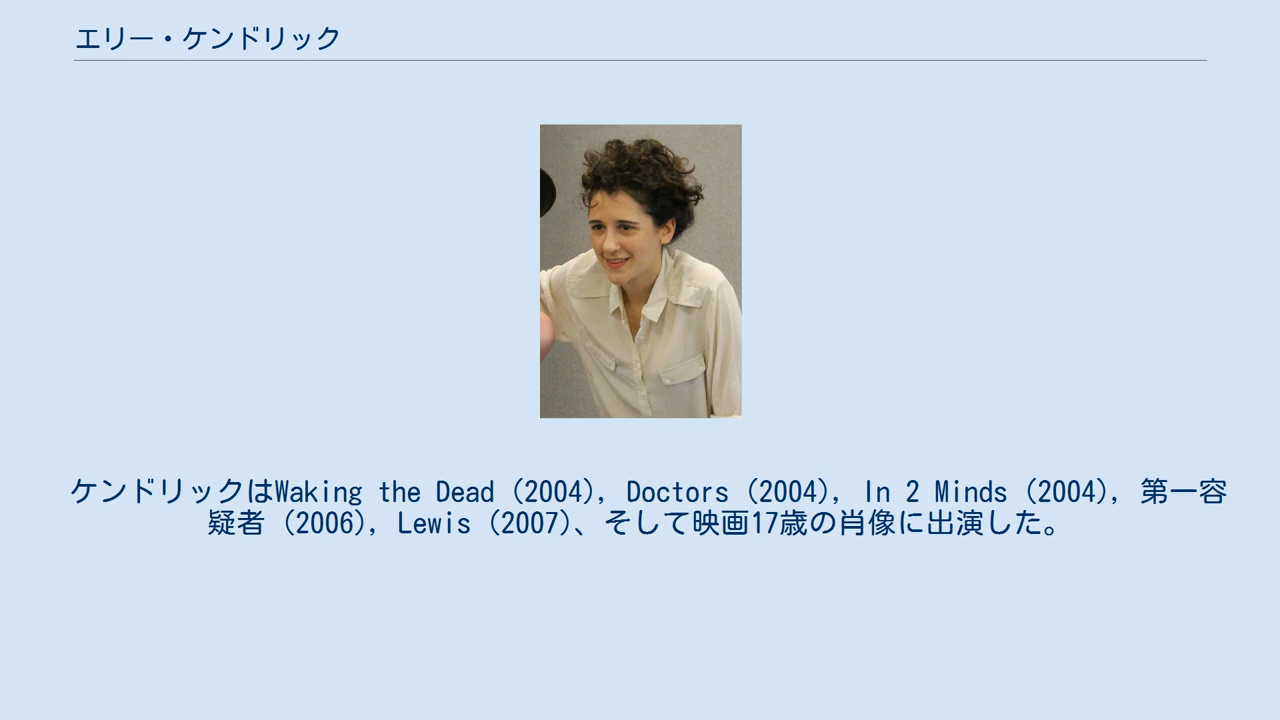 エリー・ケンドリック
ケンドリックはWaking the Dead (2004), Doctors (2004), In 2 Minds (2004), 第一容
疑者 (2006), Lewis (2007)、そして映画17歳の肖像に出演した。